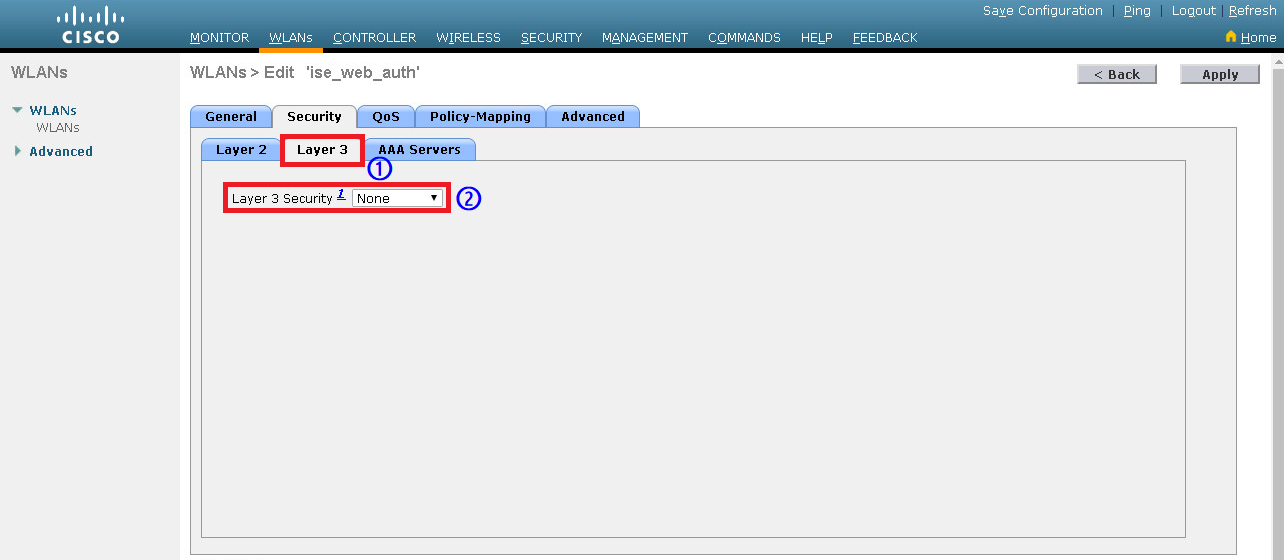 Save Configuration | Ping | Logout | Refresh
CISCO
MONITOR WLANs CONTROLLER WIRELESS SECURITY MANAGEMENT COMMANDS HELP FEEDBACK Home
WLANs
WLANs > Edit 'ise_web_auth'
< Back Apply
WLANs
WLANs
Advanced
General Security QoS Policy-Mapping Advanced
Layer 2 Layer 3 AAA Servers
①
Layer 3 Security 1 None ②